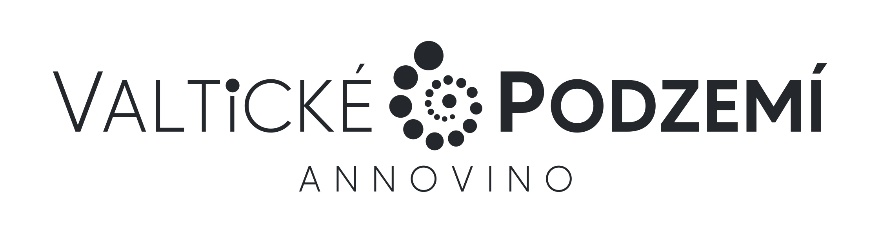 VALTiCKÉ PODZEMÍ
ANNOVINO